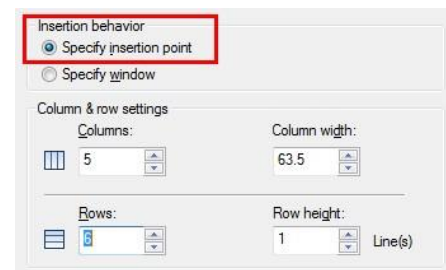 Insertion behavior
Specify insertion point
Specify window
Column & row settings
Columns: Column width:
5 63.5
Rows: Row height:
6 1 Line(s)